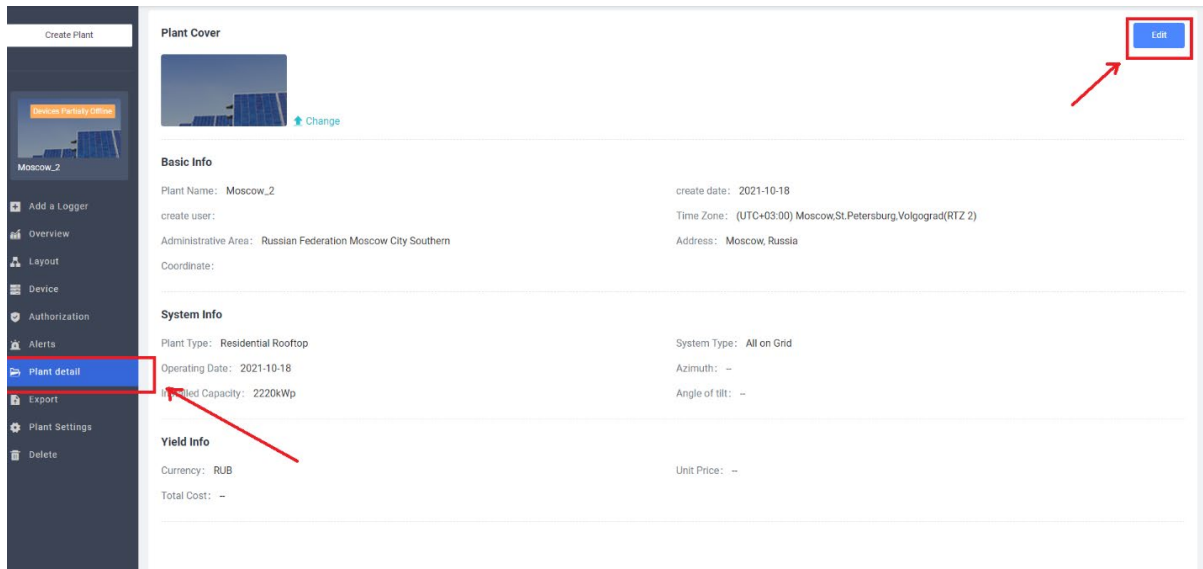 Create Plant
Devices Partially Offline
Moscow_2
Add a Logger
Overview
Layout
Device
Authorization
Alerts
Plant detail
Export
Plant Settings
Delete
Plant Cover
Edit
Change
Basic Info
Plant Name: Moscow_2
create date: 2021-10-18
create user:
Time Zone: (UTC+03:00) Moscow,St.Petersburg,Volgograd(RTZ 2)
Administrative Area: Russian Federation Moscow City Southern
Address: Moscow, Russia
Coordinate:
System Info
Plant Type: Residential Rooftop
System Type: All on Grid
Operating Date: 2021-10-18
Azimuth: --
Installed Capacity: 2220kWp
Angle of tilt: --
Yield Info
Currency: RUB
Unit Price: --
Total Cost: --